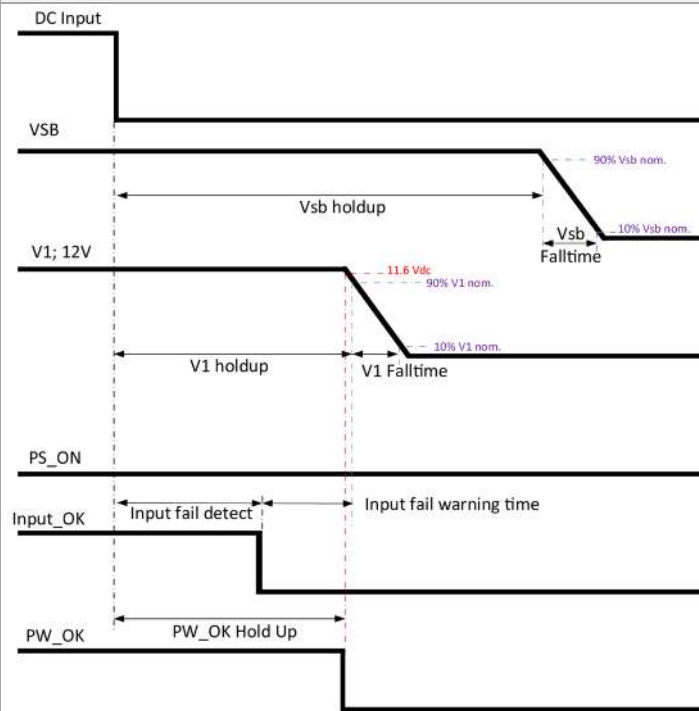 DC Input
VSB
90% Vsb nom.
Vsb holdup
10% Vsb nom.
Vsb
Falltime
V1; 12V
11.6 Vdc
90% V1 nom.
10% V1 nom.
V1 holdup
V1 Falltime
PS_ON
Input fail detect
Input fail warning time
Input_OK
PW_OK Hold Up
PW_OK